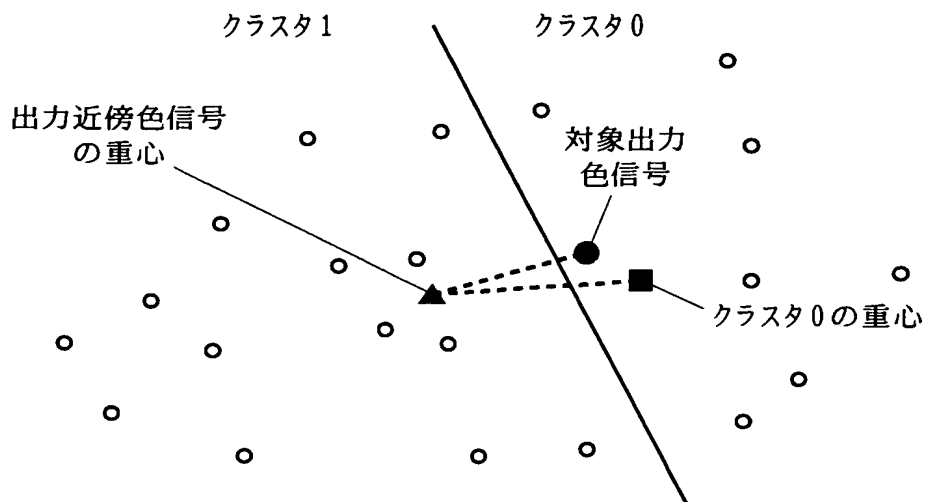 クラスタ1
クラスタ0
出力近傍色信号
の重心
対象出力
色信号
クラスタ0の重心